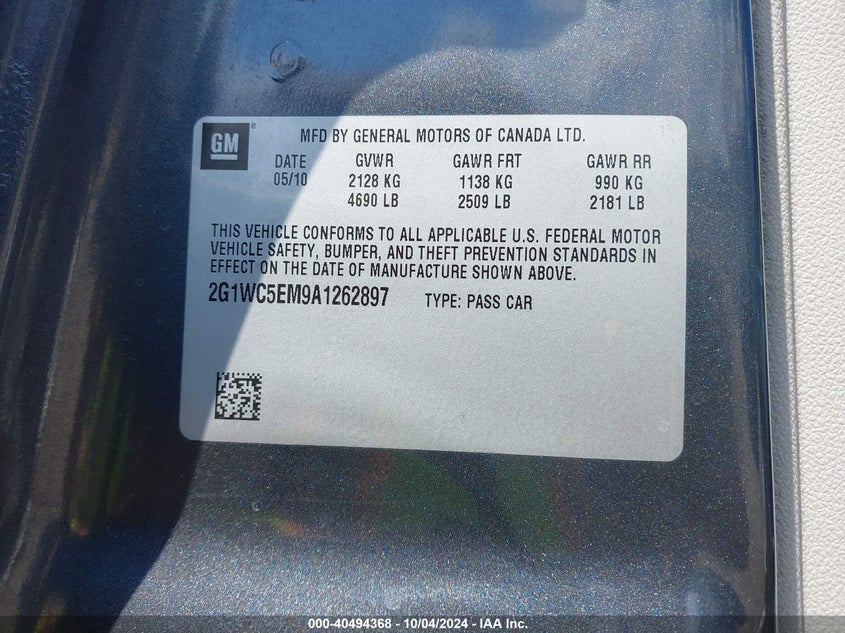 GM ®
MFD BY GENERAL MOTORS OF CANADA LTD.
DATE GVWR GAWR FRT GAWR RR
05/10 2128 KG 1138 KG 990 KG
4690 LB 2509 LB 2181 LB
THIS VEHICLE CONFORMS TO ALL APPLICABLE U.S. FEDERAL MOTOR
VEHICLE SAFETY, BUMPER, AND THEFT PREVENTION STANDARDS IN
EFFECT ON THE DATE OF MANUFACTURE SHOWN ABOVE.
2G1WC5EM9A1262897 TYPE: PASS CAR
000-40494368 - 10/04/2024 - IAA Inc.